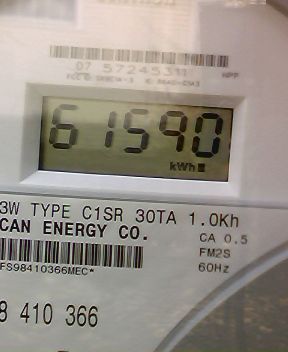 07 57245311 HPP
61590
kWh
3W TYPE C1SR 30TA 1.0Kh
CAN ENERGY CO.
CA 0.5
FM2S
60Hz
FS98410366MEC*
8 410 366